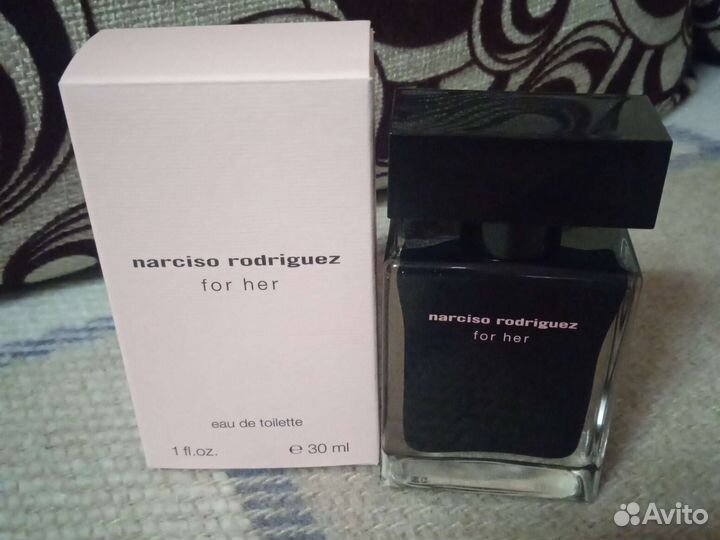 narciso rodriguez
for her
eau de toilette
1 fl.oz. ℮ 30 ml
narciso rodriguez
for her
Avito